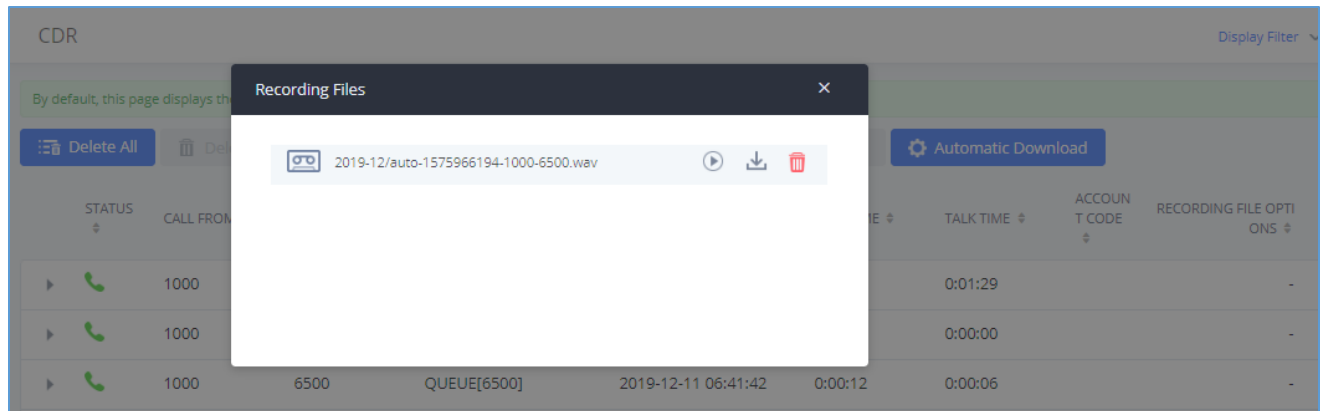 CDR
Display Filter
Recording Files
By default, this page displays th
Delete All
Del
Automatic Download
2019-12/auto-1575966194-1000-6500.wav
STATUS
CALL FROM
TALK TIME
ACCOUN
T CODE
RECORDING FILE OPTI
ONS
1000
0:01:29
-
1000
0:00:00
-
1000 6500 QUEUE[6500] 2019-12-11 06:41:42 0:00:12 0:00:06 -